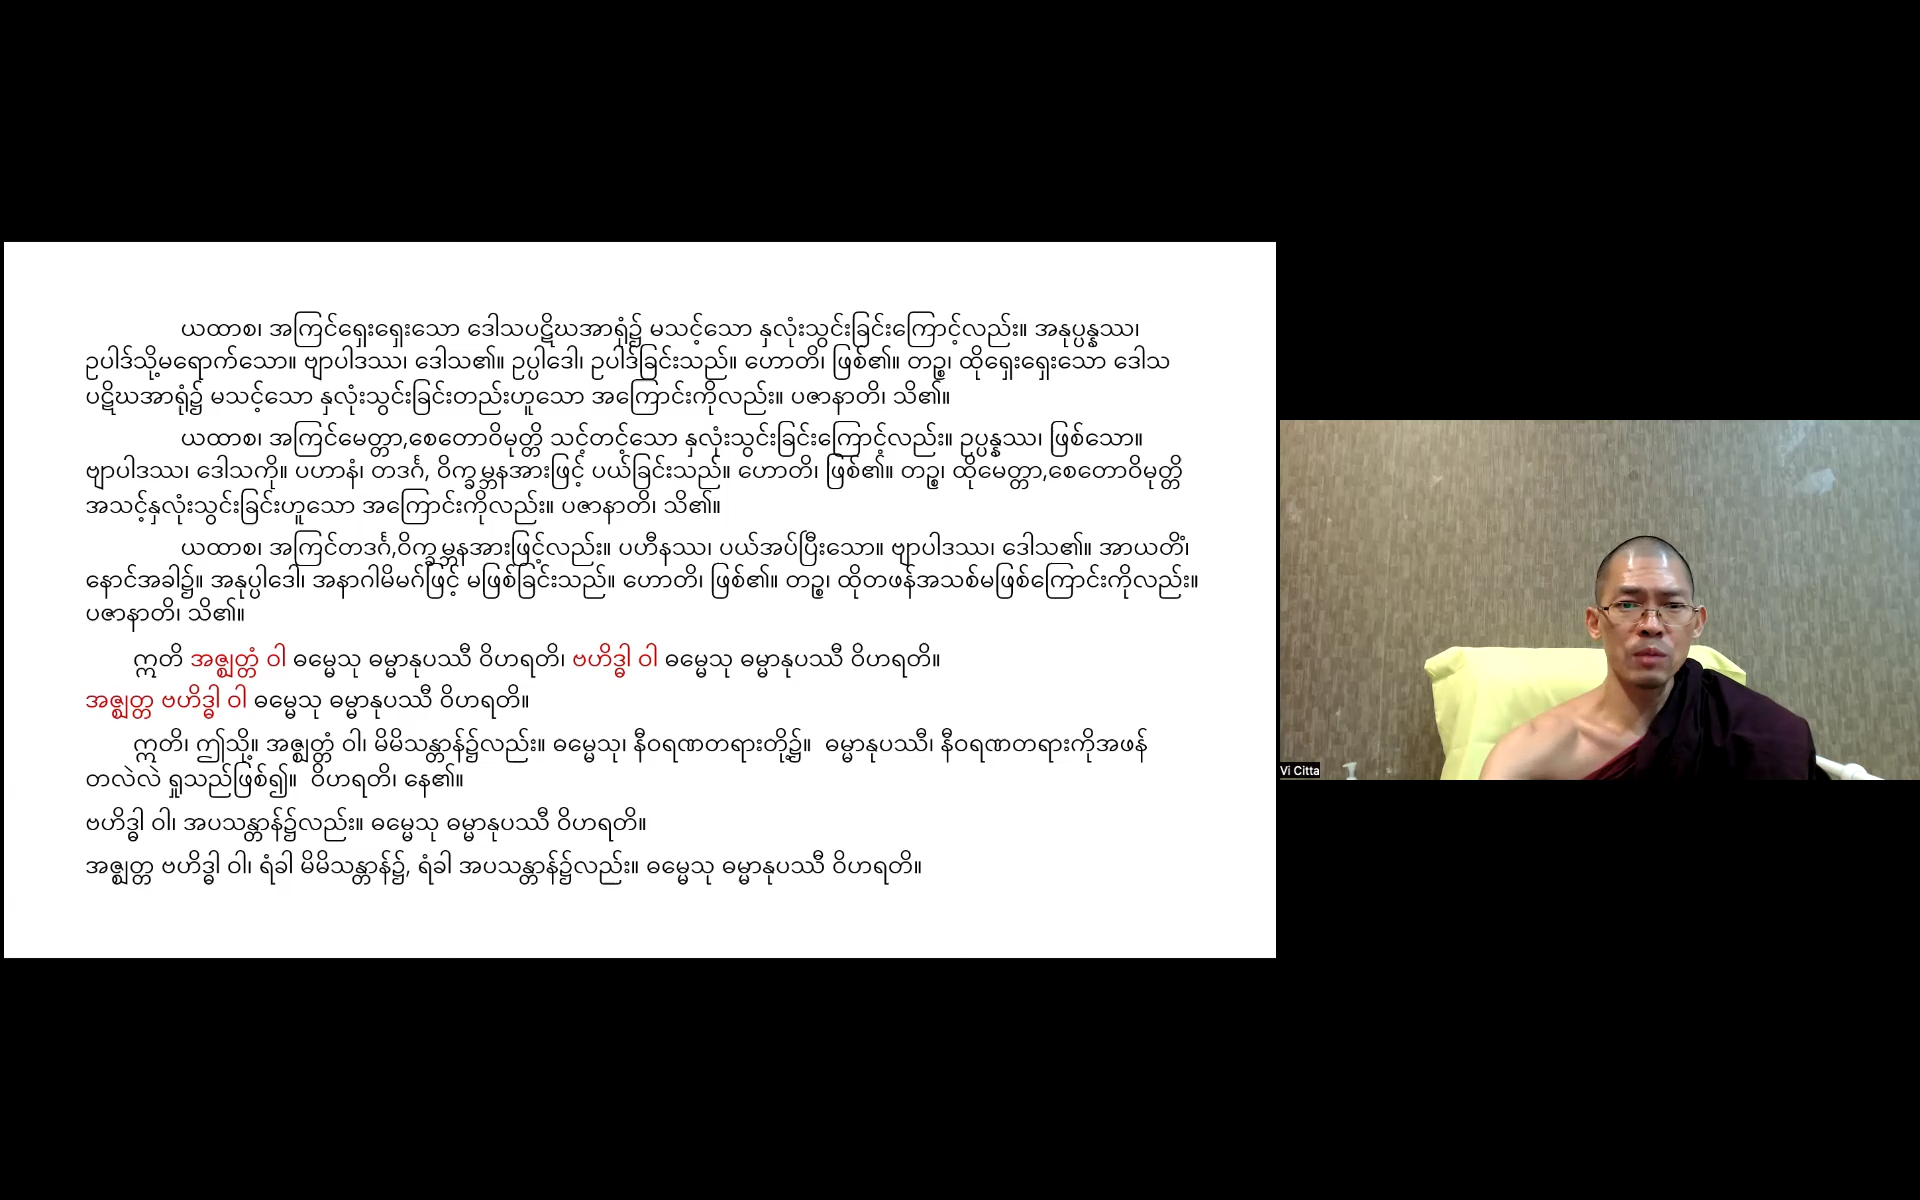 ယထာစ၊ အကြင်ရှေးရှေးသော ဒေါသပဋိဃအာရုံ၌ မသင့်သော နှလုံးသွင်းခြင်းကြောင့်လည်း။ အနုပ္ပန္နဿ၊
ဥပါဒ်သို့မရောက်သော။ ဗျာပါဒဿ၊ ဒေါသ၏။ ဥပ္ပါဒေါ၊ ဥပါဒ်ခြင်းသည်။ ဟောတိ၊ ဖြစ်၏။ တဉ္စ၊ ထိုရှေးရှေးသော ဒေါသ
ပဋိဃအာရုံ၌ မသင့်သော နှလုံးသွင်းခြင်းတည်းဟူသော အကြောင်းကိုလည်း။ ပဇာနာတိ၊ သိ၏။
ယထာစ၊ အကြင်မေတ္တာ,စေတောဝိမုတ္တိ သင့်တင့်သော နှလုံးသွင်းခြင်းကြောင့်လည်း။ ဥပ္ပန္နဿ၊ ဖြစ်သော။
ဗျာပါဒဿ၊ ဒေါသကို။ ပဟာနံ၊ တဒင်္ဂ, ဝိက္ခမ္ဘနအားဖြင့် ပယ်ခြင်းသည်။ ဟောတိ၊ ဖြစ်၏။ တဉ္စ၊ ထိုမေတ္တာ,စေတောဝိမုတ္တိ
အသင့်နှလုံးသွင်းခြင်းဟူသော အကြောင်းကိုလည်း။ ပဇာနာတိ၊ သိ၏။
ယထာစ၊ အကြင်တဒင်္ဂ,ဝိက္ခမ္ဘနအားဖြင့်လည်း။ ပဟီနဿ၊ ပယ်အပ်ပြီးသော။ ဗျာပါဒဿ၊ ဒေါသ၏။ အာယတိံ၊
နောင်အခါ၌။ အနုပ္ပါဒေါ၊ အနာဂါမိမဂ်ဖြင့် မဖြစ်ခြင်းသည်။ ဟောတိ၊ ဖြစ်၏။ တဉ္စ၊ ထိုတဖန်အသစ်မဖြစ်ကြောင်းကိုလည်း။
ပဇာနာတိ၊ သိ၏။
ဣတိ အဇ္ဈတ္တံ ဝါ ဓမ္မေသု ဓမ္မာနုပဿီ ဝိဟရတိ၊ ဗဟိဒ္ဓါ ဝါ ဓမ္မေသု ဓမ္မာနုပဿီ ဝိဟရတိ။
အဇ္ဈတ္တ ဗဟိဒ္ဓါ ဝါ ဓမ္မေသု ဓမ္မာနုပဿီ ဝိဟရတိ။
ဣတိ၊ ဤသို့။ အဇ္ဈတ္တံ ဝါ၊ မိမိသန္တာန်၌လည်း။ ဓမ္မေသု၊ နီဝရဏတရားတို့၌။ ဓမ္မာနုပဿီ၊ နီဝရဏတရားကိုအဖန်
တလဲလဲ ရှုသည်ဖြစ်၍။ ဝိဟရတိ၊ နေ၏။
ဗဟိဒ္ဓါ ဝါ၊ အပသန္တာန်၌လည်း။ ဓမ္မေသု ဓမ္မာနုပဿီ ဝိဟရတိ။
အဇ္ဈတ္တ ဗဟိဒ္ဓါ ဝါ၊ ရံခါ မိမိသန္တာန်၌, ရံခါ အပသန္တာန်၌လည်း။ ဓမ္မေသု ဓမ္မာနုပဿီ ဝိဟရတိ။
Vi Citta